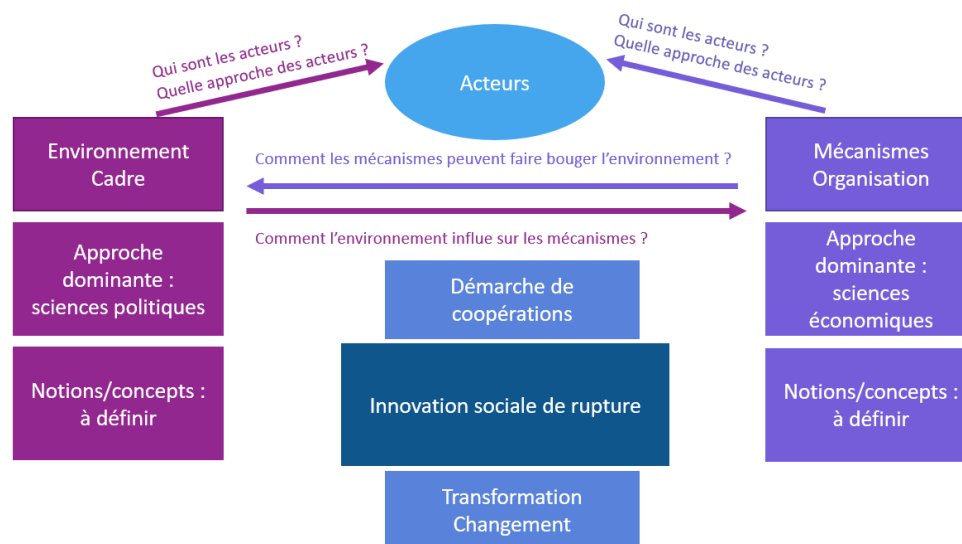 Qui sont les acteurs ?
Quelle approche des acteurs ?
Acteurs
Qui sont les acteurs ?
Quelle approche des acteurs ?
Environnement
Cadre
Comment les mécanismes peuvent faire bouger l’environnement ?
Comment l’environnement influe sur les mécanismes ?
Mécanismes
Organisation
Approche
dominante :
sciences politiques
Démarche de
coopérations
Approche
dominante :
sciences
économiques
Notions/concepts :
à définir
Innovation sociale de rupture
Notions/concepts :
à définir
Transformation
Changement